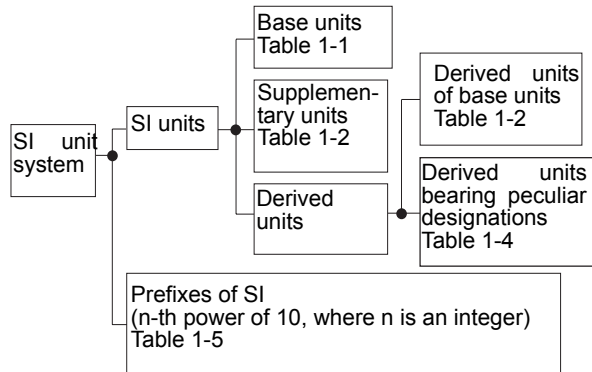 SI unit
system
SI units
Base units
Table 1-1
Supplemen-
tary units
Table 1-2
Derived
units
Derived units
of base units
Table 1-2
Derived units
bearing peculiar
designations
Table 1-4
Prefixes of SI
(n-th power of 10, where n is an integer)
Table 1-5